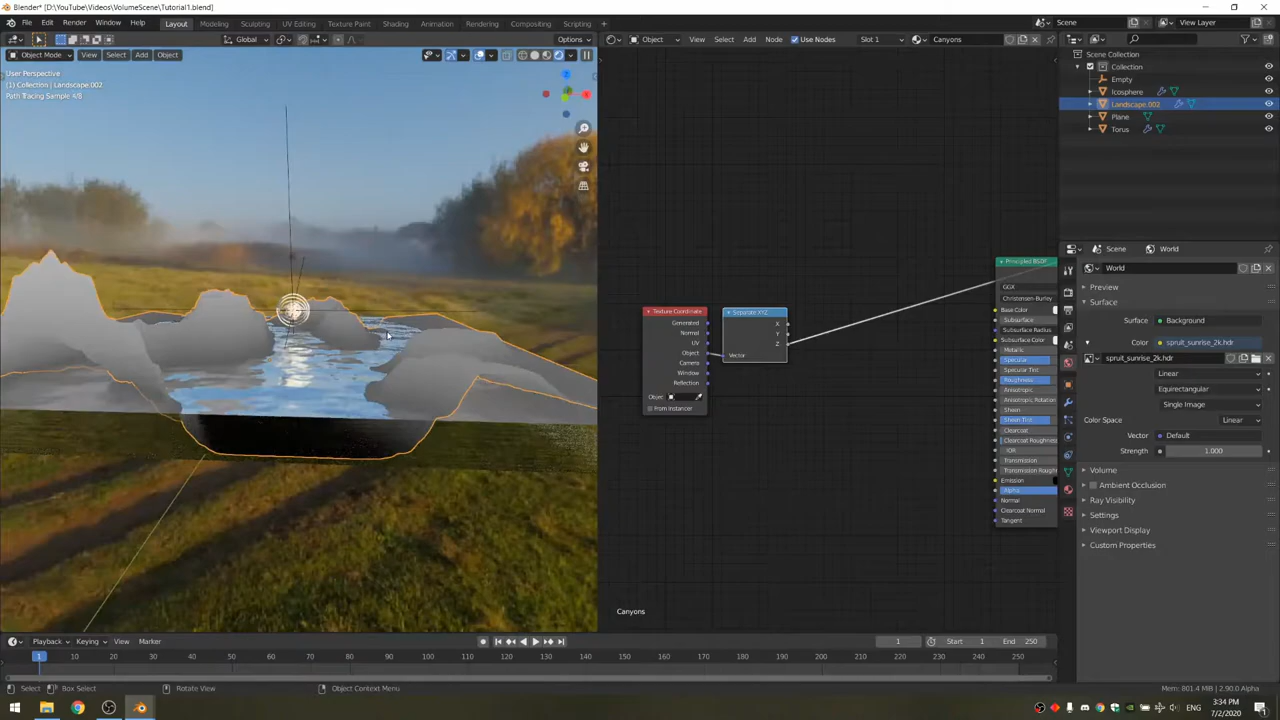 Blender* [D:\YouTube\Videos\VolumeScene\Tutorial1.blend]
File Edit Render Window Help
Layout Modeling Sculpting UV Editing Texture Paint Shading Animation Rendering Compositing Scripting
Scene
View Layer
Global
Options
Object
View Select Add Node
Use Nodes
Slot 1
Canyons
Object Mode
View Select Add Object
User Perspective
(1) Collection | Landscape.002
Path Tracing Sample 4/8
Texture Coordinate
Generated
Normal
UV
Object
Camera
Window
Reflection
Objec
From Instancer
Separate XYZ
X
Y
Z
Vector
Principled BSDF
GGX
Christensen-Burley
Base Color
Subsurface
Subsurface Radius
Subsurface Color
Metallic
Specular
Specular Tint
Roughness
Anisotropic
Anisotropic Rotation
Sheen
Sheen Tint
Clearcoat
Clearcoat Roughness
IOR
Transmission
Transmission Rough
Emission
Alpha
Normal
Clearcoat Normal
Tangent
Canyons
Scene Collection
Collection
Empty
Icosphere
Landscape.002
Plane
Torus
Scene
World
World
Preview
Surface
Surface Background
Color spruit_sunrise_2k.hdr
spruit_sunrise_2k.hdr
Linear
Equirectangular
Single Image
Color Space Linear
Vector Default
Strength 1.000
Volume
Ambient Occlusion
Ray Visibility
Settings
Viewport Display
Custom Properties
Playback Keying View Marker
1
Start 1
End 250
1 10 20 30 40 50 60 70 80 90 100 110 120 130 140 150 160 170 180 190 200 210 220 230 240 250
Select
Box Select
Rotate View
Object Context Menu
Mem: 801.4 MiB | 2.90.0 Alpha
ENG
3:34 PM
7/2/2020